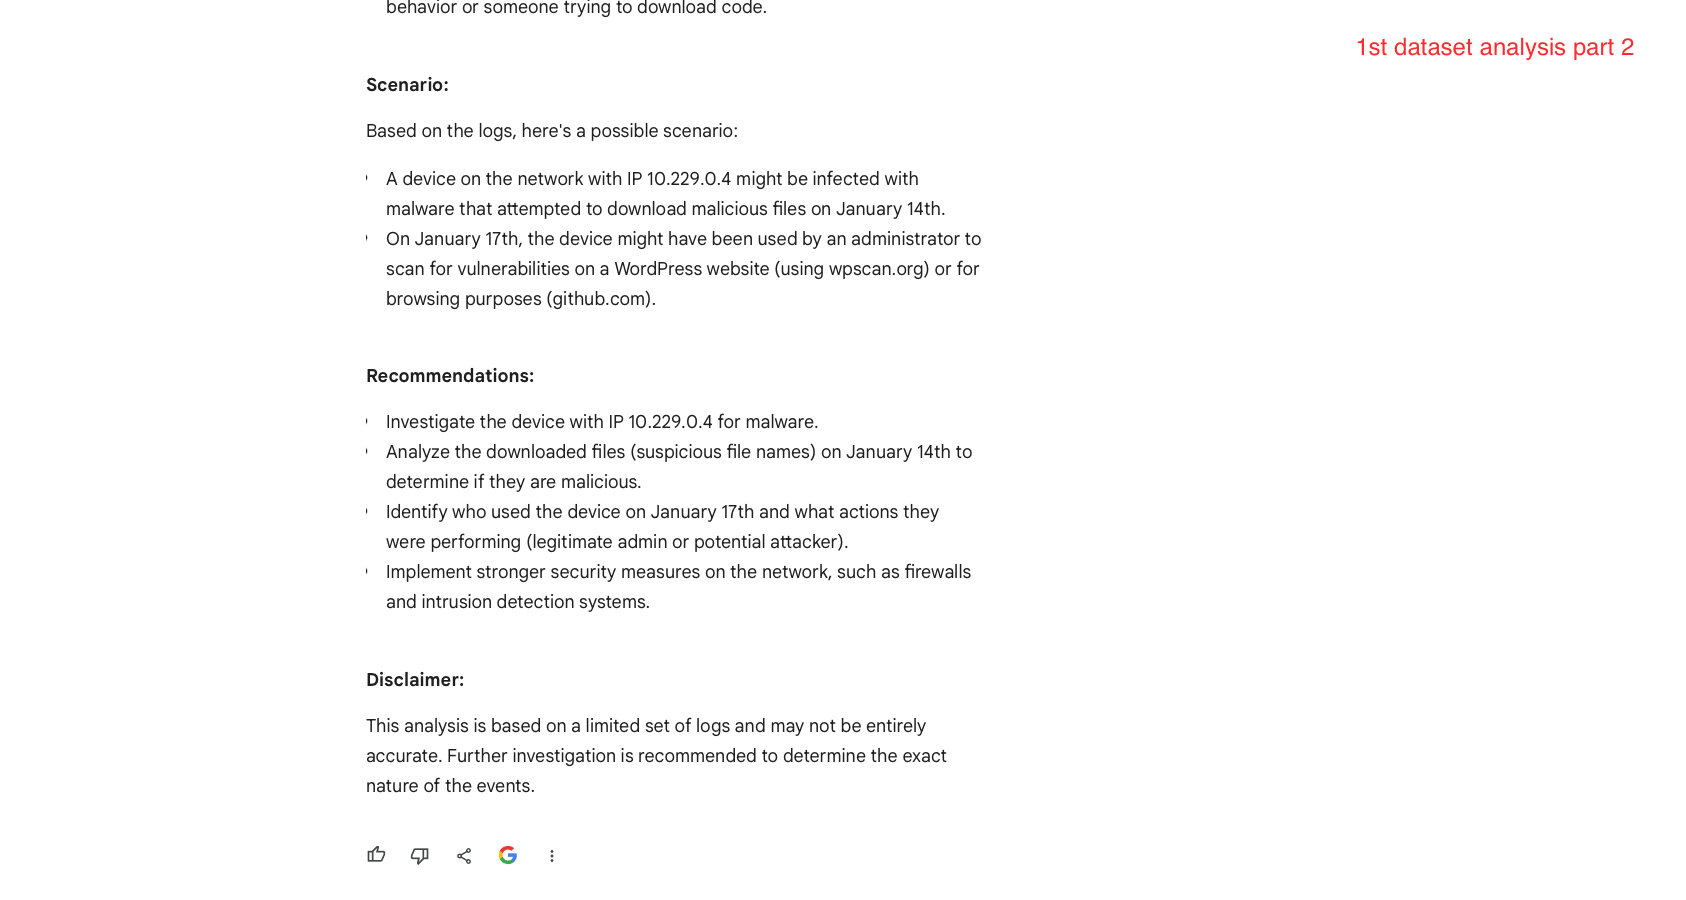 behavior or someone trying to download code.
1st dataset analysis part 2
Scenario:
Based on the logs, here's a possible scenario:
A device on the network with IP 10.229.0.4 might be infected with
malware that attempted to download malicious files on January 14th.
On January 17th, the device might have been used by an administrator to
scan for vulnerabilities on a WordPress website (using wpscan.org) or for
browsing purposes (github.com).
Recommendations:
Investigate the device with IP 10.229.0.4 for malware.
Analyze the downloaded files (suspicious file names) on January 14th to
determine if they are malicious.
Identify who used the device on January 17th and what actions they
were performing (legitimate admin or potential attacker).
Implement stronger security measures on the network, such as firewalls
and intrusion detection systems.
Disclaimer:
This analysis is based on a limited set of logs and may not be entirely
accurate. Further investigation is recommended to determine the exact
nature of the events.